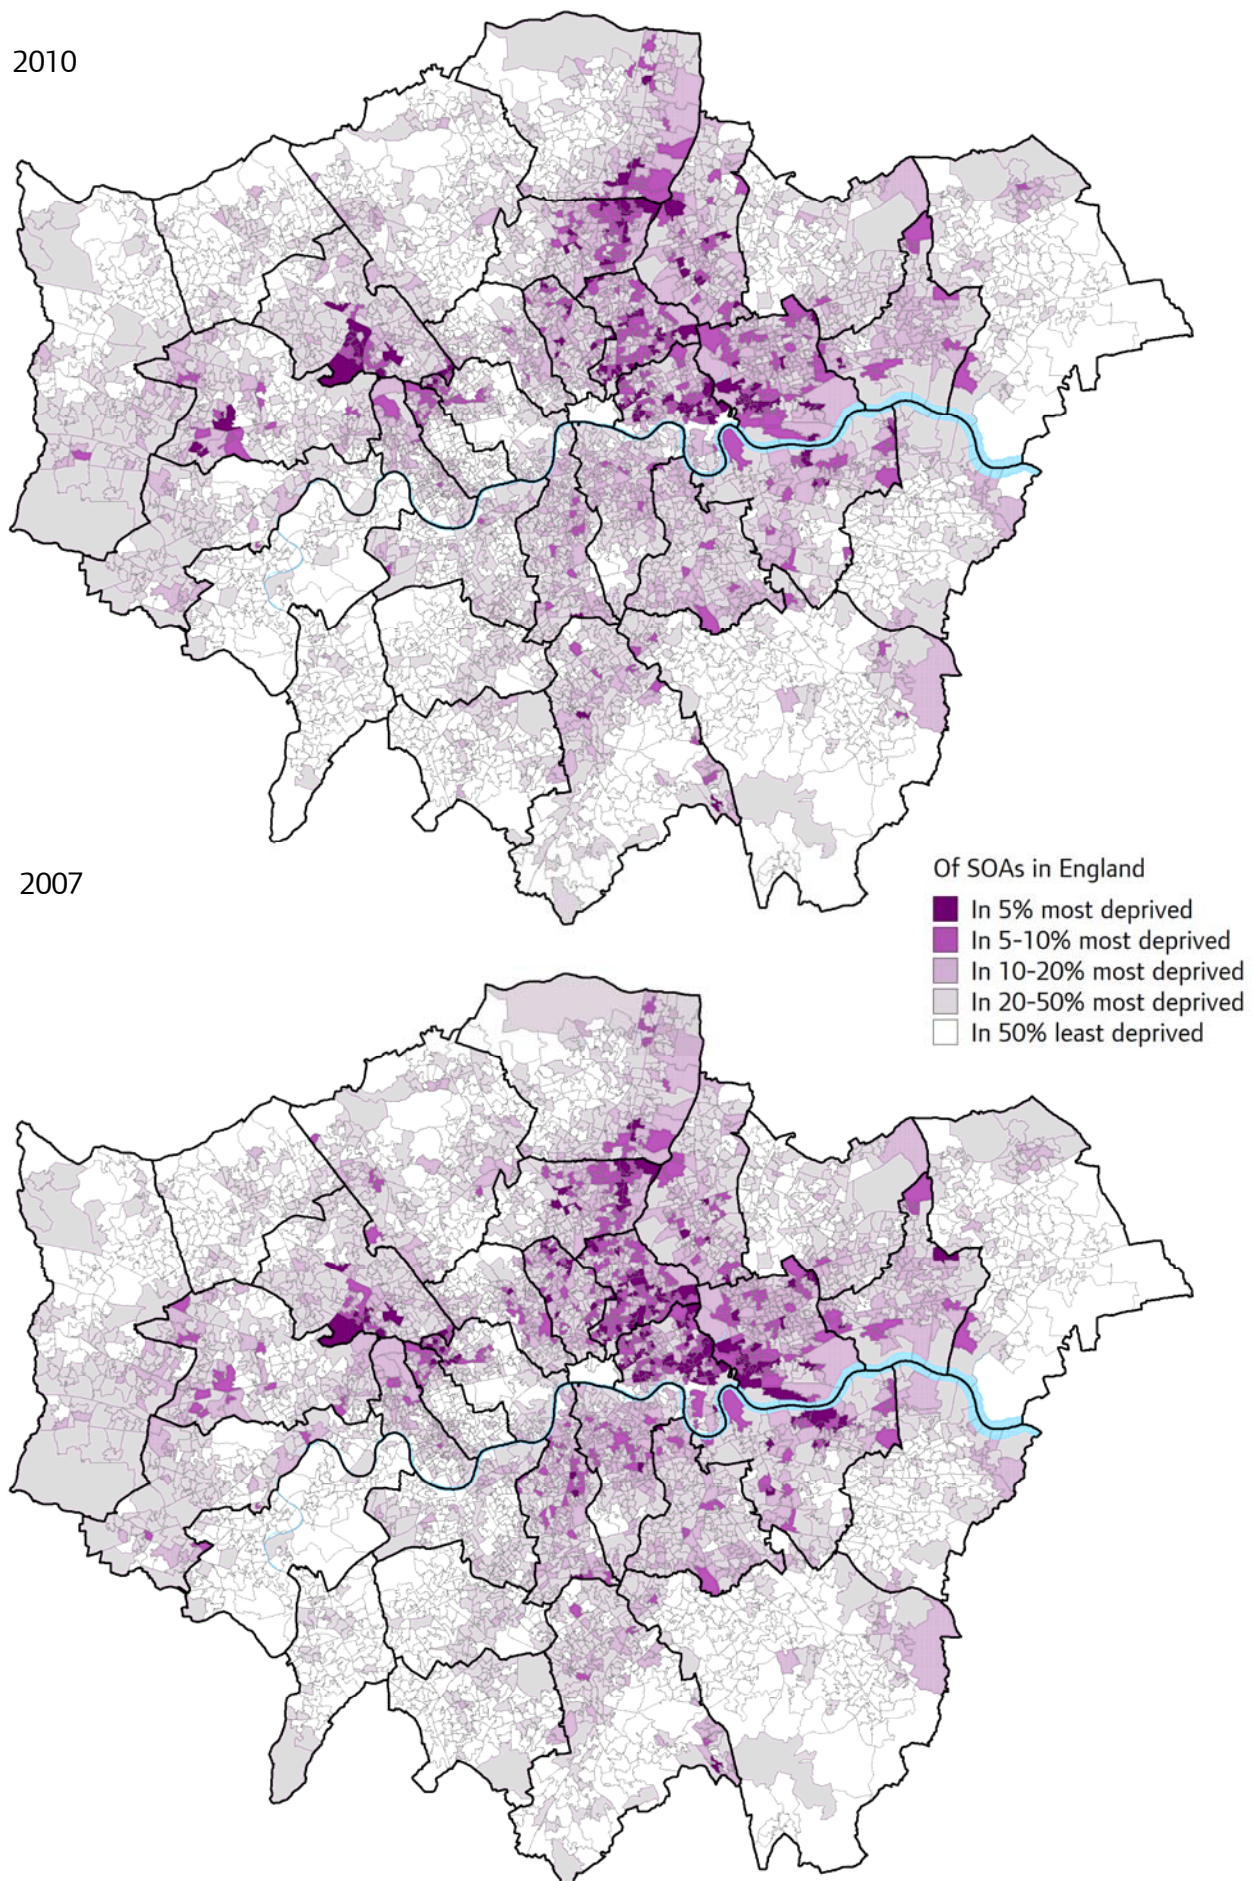 2010
2007
Of SOAs in England
In 5% most deprived
In 5-10% most deprived
In 10-20% most deprived
In 20-50% most deprived
In 50% least deprived